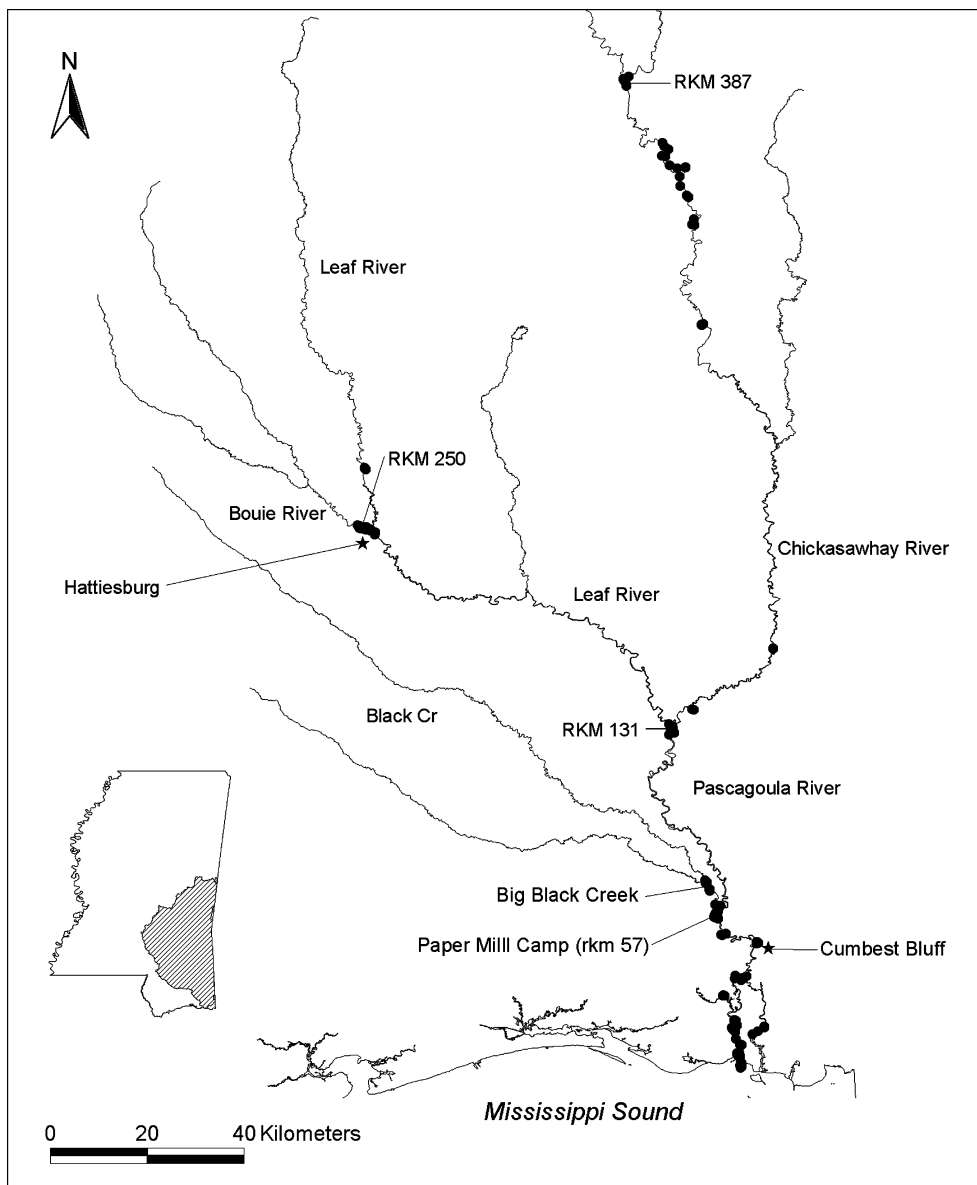 N
RKM 387
Leaf River
RKM 250
Bouie River
Hattiesburg
Chickasawhay River
Leaf River
Black Cr
RKM 131
Pascagoula River
Big Black Creek
Paper Milll Camp (rkm 57)
Cumbest Bluff
Mississippi Sound
0 20 40 Kilometers